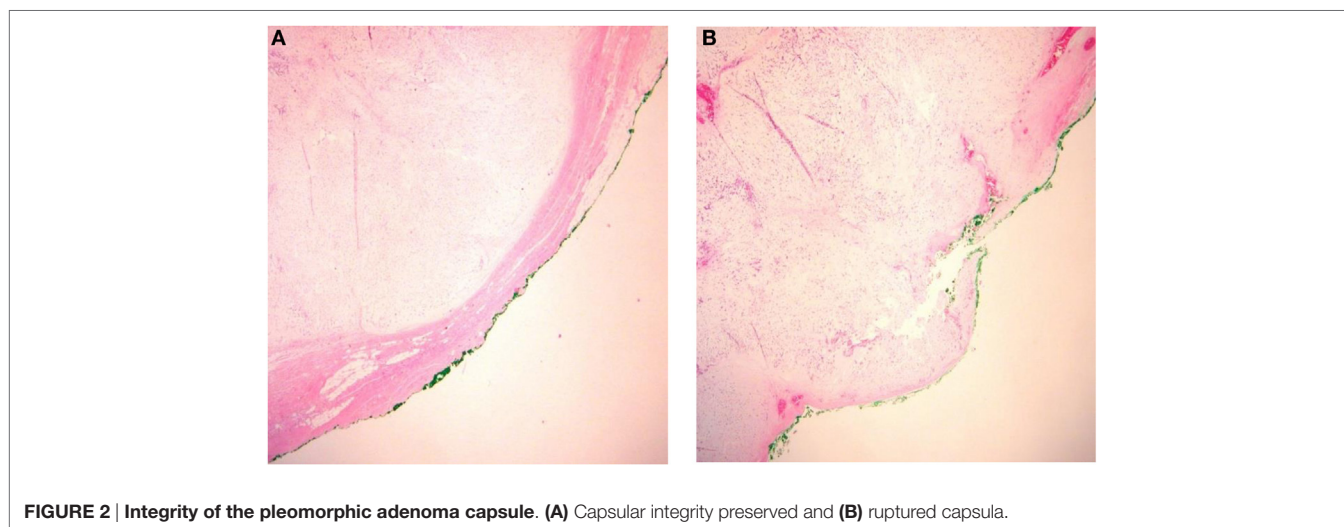 A
B
FIGURE 2 | Integrity of the pleomorphic adenoma capsule. (A) Capsular integrity preserved and (B) ruptured capsula.